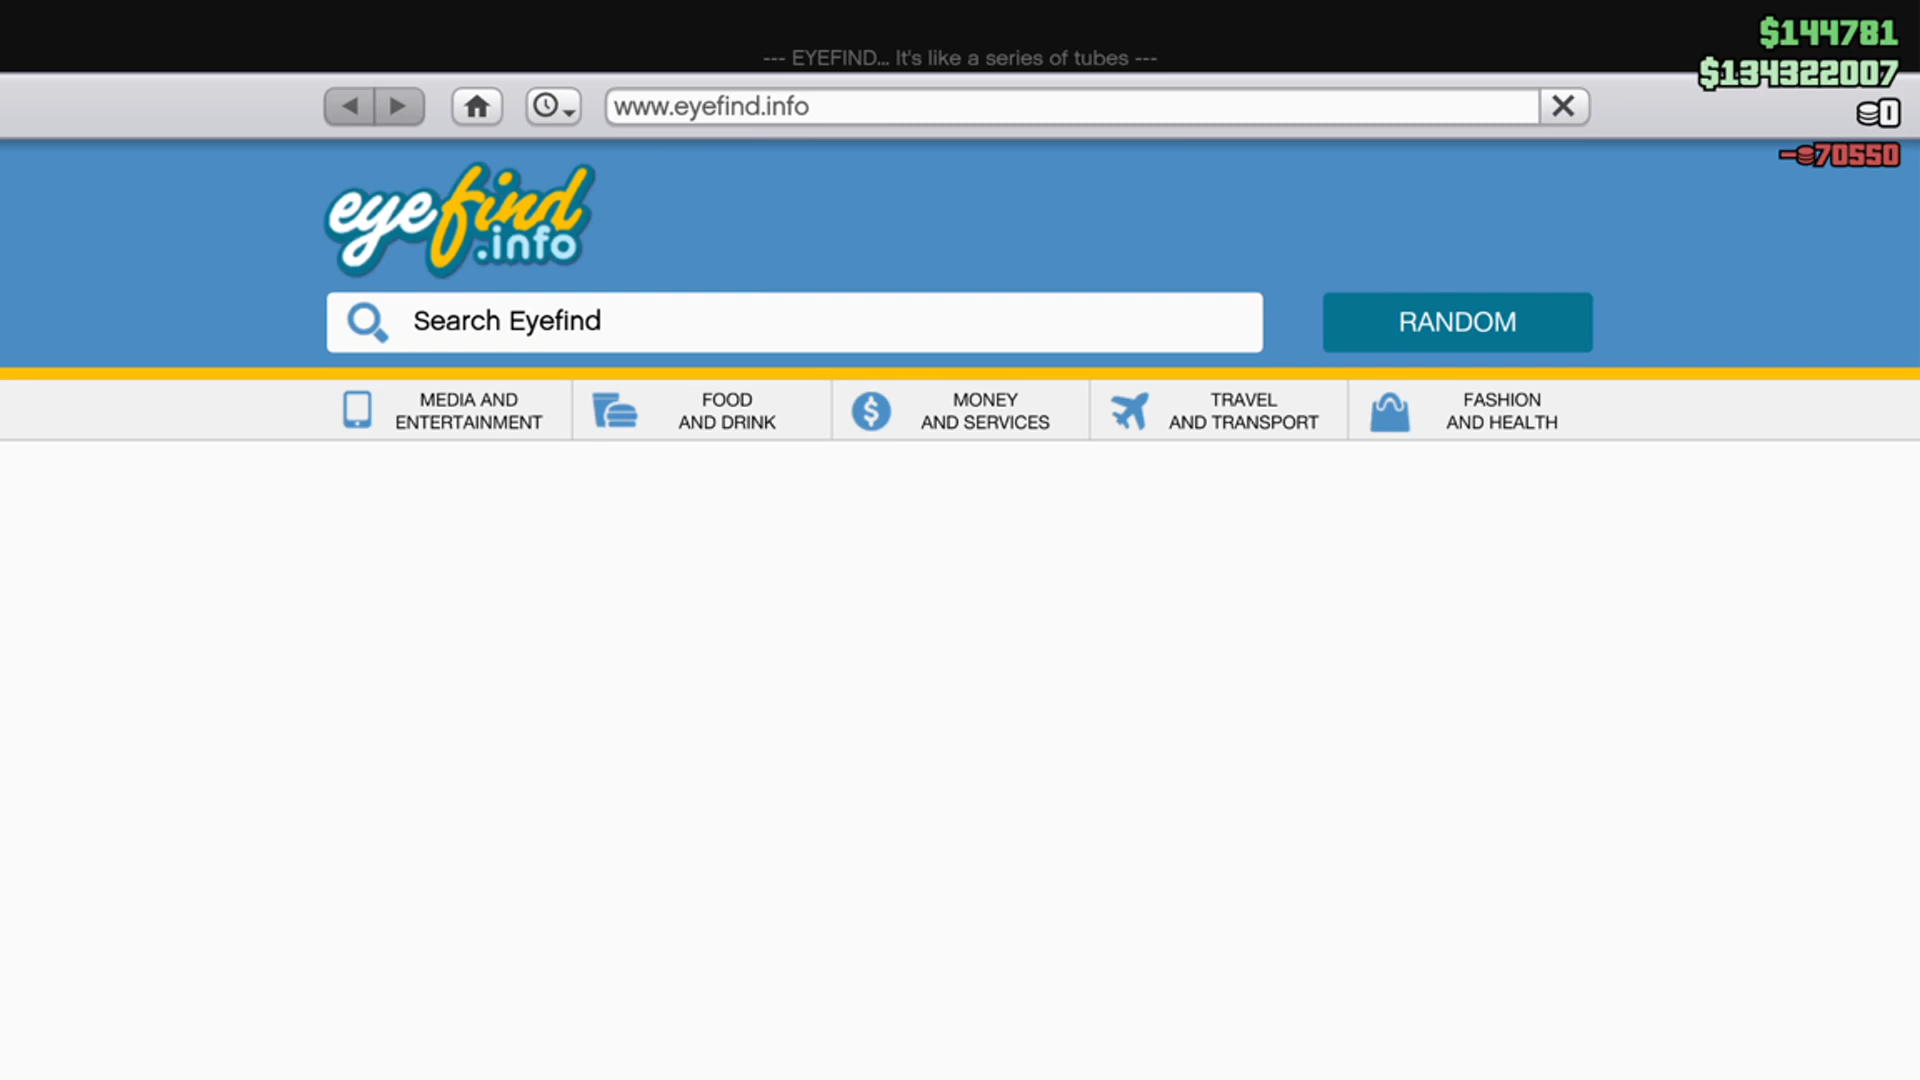 --- EYEFIND... It's like a series of tubes ---
$144781
$134322007
0
-70550
www.eyefind.info
eyefind
.info
Search Eyefind
RANDOM
MEDIA AND
ENTERTAINMENT
FOOD
AND DRINK
MONEY
AND SERVICES
TRAVEL
AND TRANSPORT
FASHION
AND HEALTH